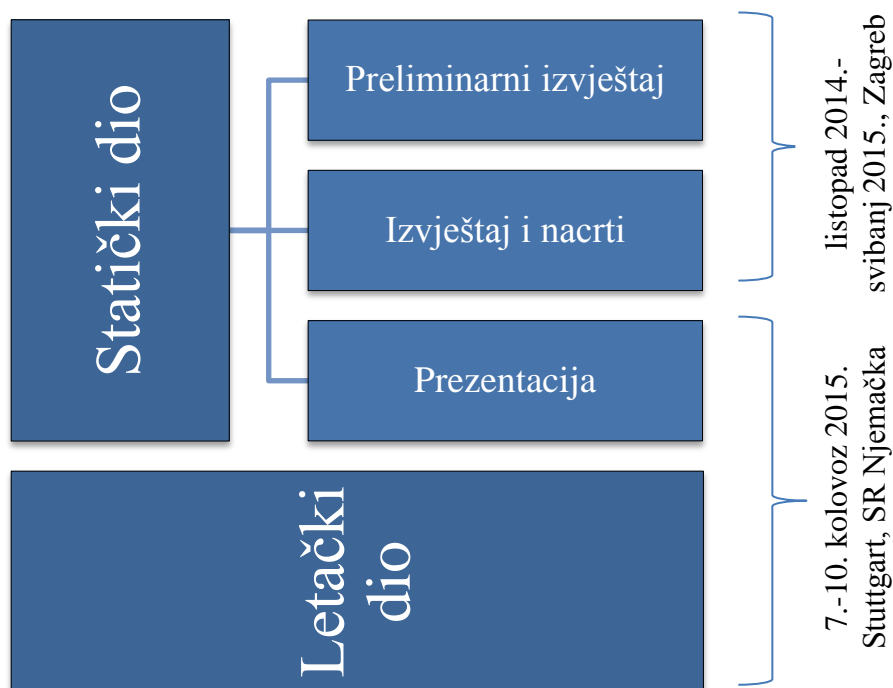 Statički dio
Preliminarni izvještaj
Izvještaj i nacrti
Prezentacija
listopad 2014.-
svibanj 2015., Zagreb
Letački
dio
7.-10. kolovoz 2015.
Stuttgart, SR Njemačka